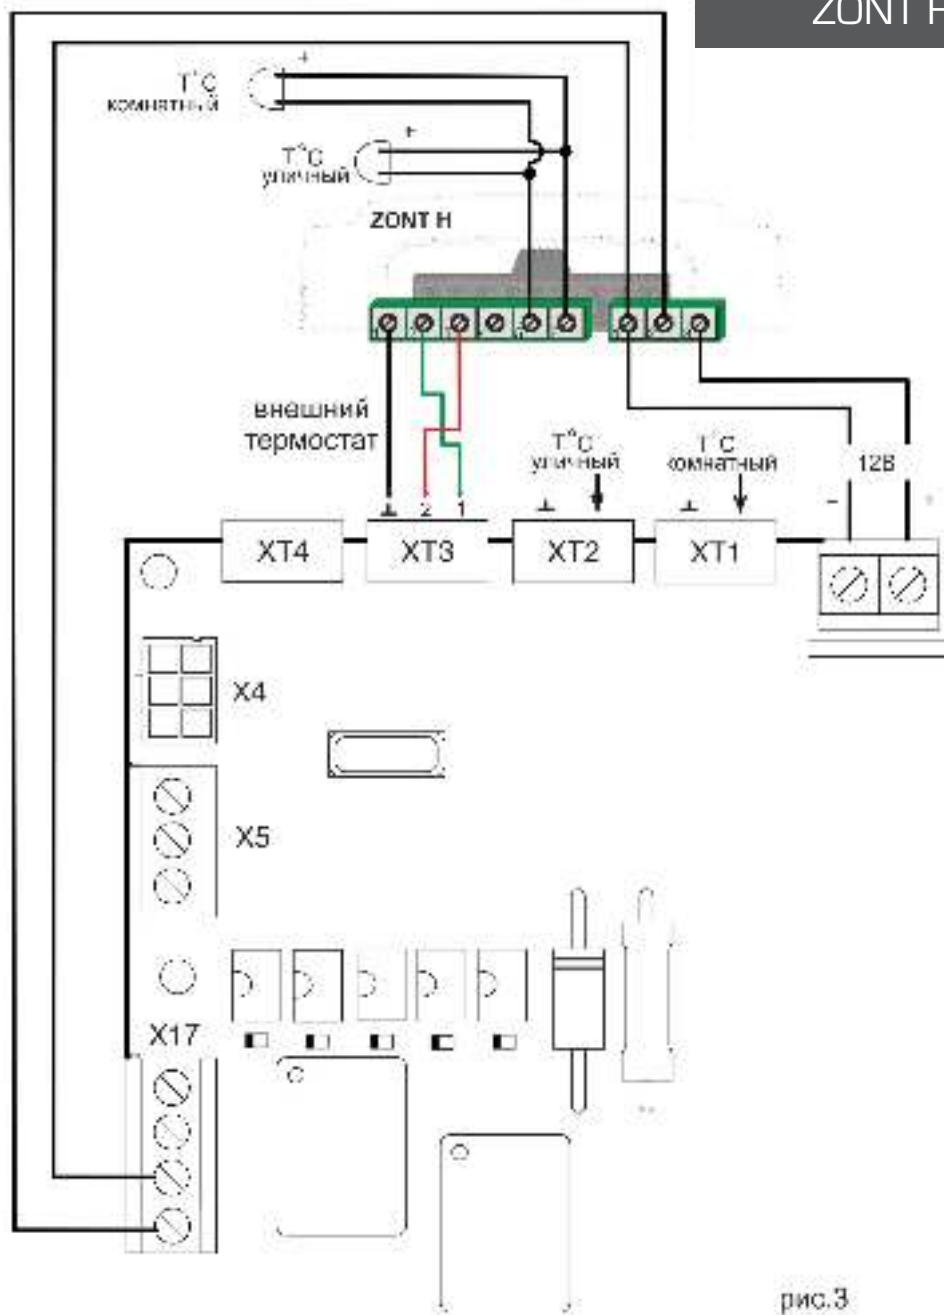 ZONT H
T°C
комнатный
+
T°C
уличный
+
ZONT H
внешний
термостат
T°C
уличный
T°C
комнатный
12В
-
+
⊥ 2 1
⊥
⊥
XT4
XT3
XT2
XT1
X4
X5
X17
рис.3